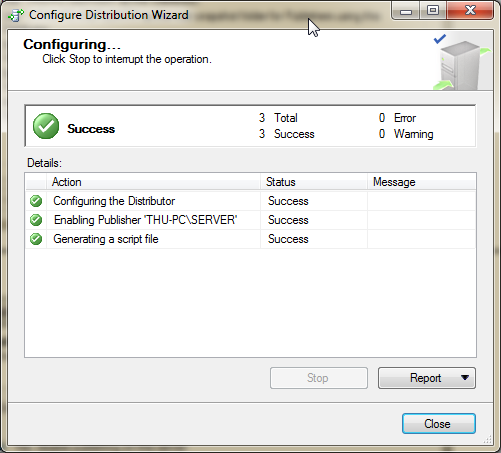 Configure Distribution Wizard
Configuring...
Click Stop to interrupt the operation.
Success 3 Total 0 Error
3 Success 0 Warning
Details:
Action Status Message
Configuring the Distributor Success
Enabling Publisher 'THU-PC\SERVER' Success
Generating a script file Success
Stop Report
Close